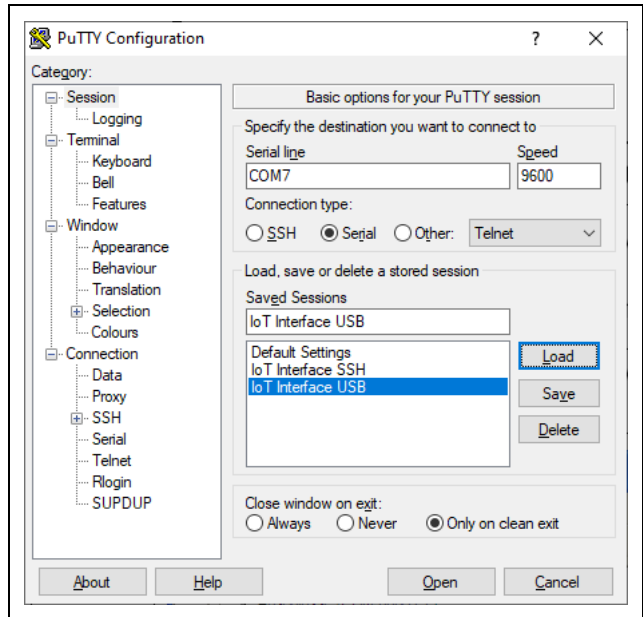 PuTTY Configuration
? X
Category:
Session
Logging
Terminal
Keyboard
Bell
Features
Window
Appearance
Behaviour
Translation
Selection
Colours
Connection
Data
Proxy
SSH
Serial
Telnet
Rlogin
SUPDUP
Basic options for your PuTTY session
Specify the destination you want to connect to
Serial line Speed
COM7 9600
Connection type:
SSH Serial Other: Telnet
Load, save or delete a stored session
Saved Sessions
IoT Interface USB
Default Settings
IoT Interface SSH
IoT Interface USB
Load
Save
Delete
Close window on exit:
Always Never Only on clean exit
About Help Open Cancel